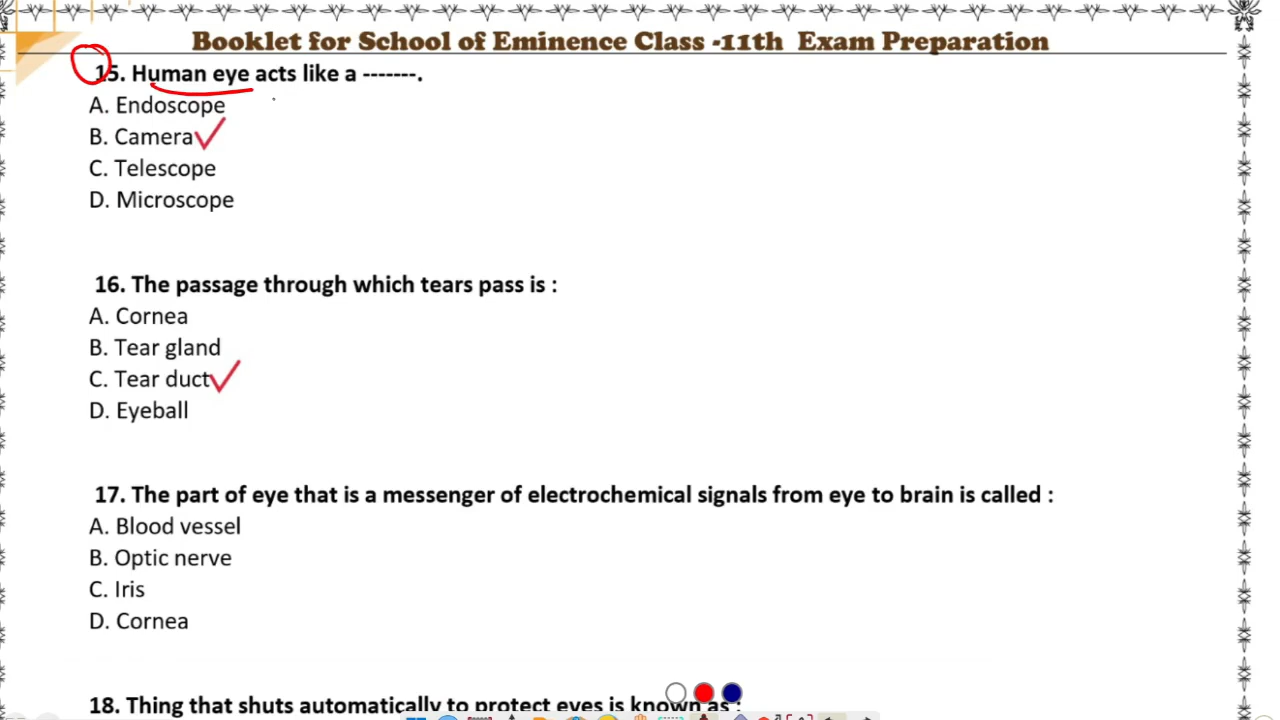 Booklet for School of Eminence Class -11th Exam Preparation
15. Human eye acts like a -------.
A. Endoscope
B. Camera
C. Telescope
D. Microscope
16. The passage through which tears pass is :
A. Cornea
B. Tear gland
C. Tear duct
D. Eyeball
17. The part of eye that is a messenger of electrochemical signals from eye to brain is called :
A. Blood vessel
B. Optic nerve
C. Iris
D. Cornea
18. Thing that shuts automatically to protect eyes is known as :